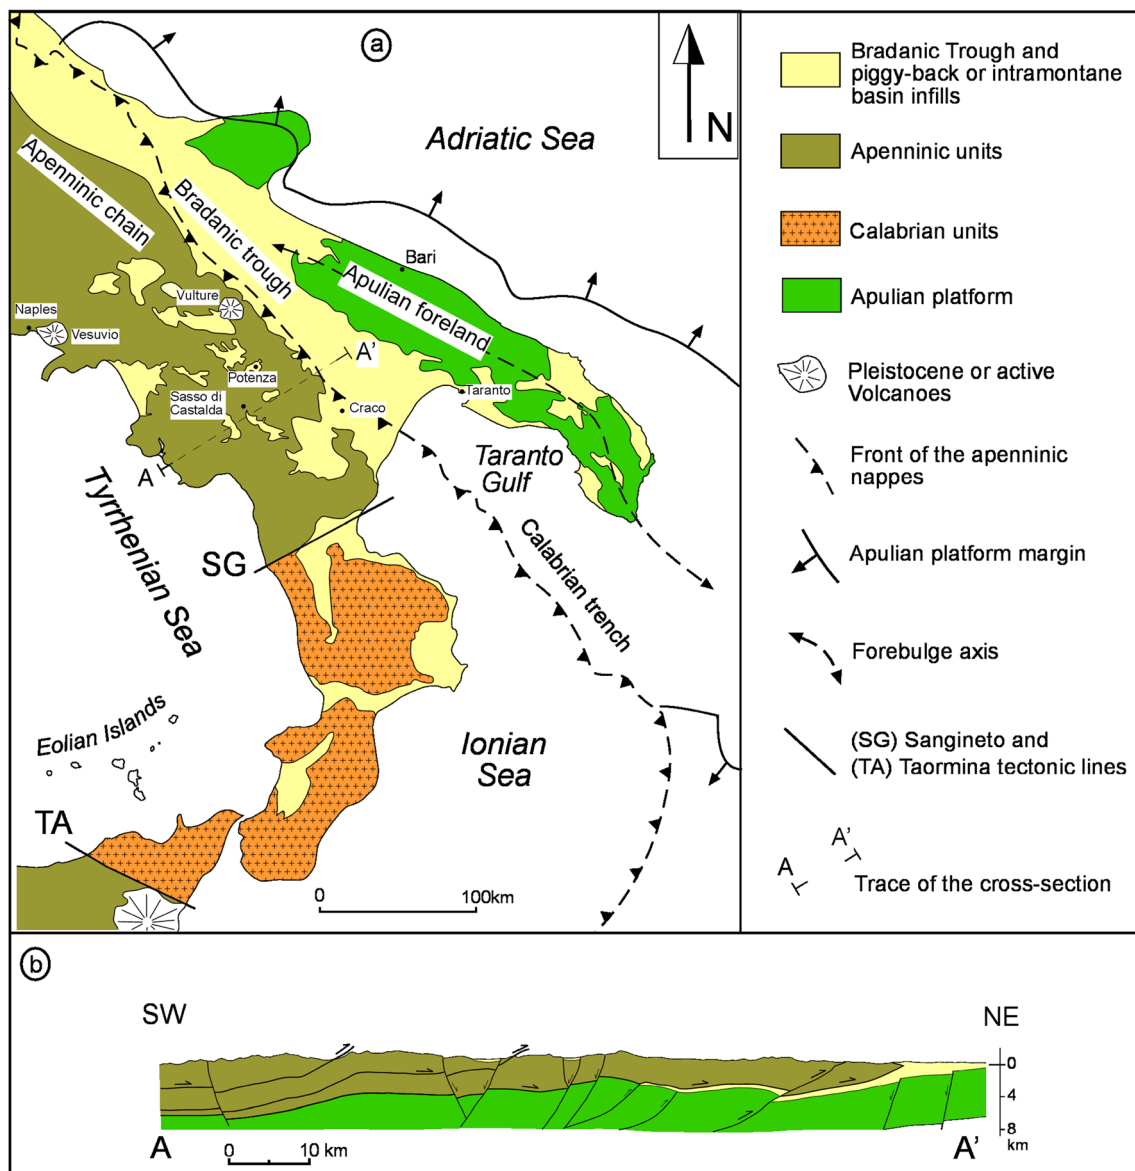 a
N
Adriatic Sea
Apenninic chain
Bradanic trough
Apulian foreland
Bari
Vulture
Naples
Vesuvio
A'
Potenza
Sasso di
Castalda
Craco
Taranto
A
Taranto
Gulf
Tyrrhenian Sea
SG
Calabrian trench
Eolian Islands
Ionian
Sea
TA
0
100km
Bradanic Trough and
piggy-back or intramontane
basin infills
Apenninic units
Calabrian units
Apulian platform
Pleistocene or active
Volcanoes
Front of the apenninic
nappes
Apulian platform margin
Forebulge axis
(SG) Sangineto and
(TA) Taormina tectonic lines
A'
A
Trace of the cross-section
b
SW
NE
0
4
8
km
A
A'
0
10 km